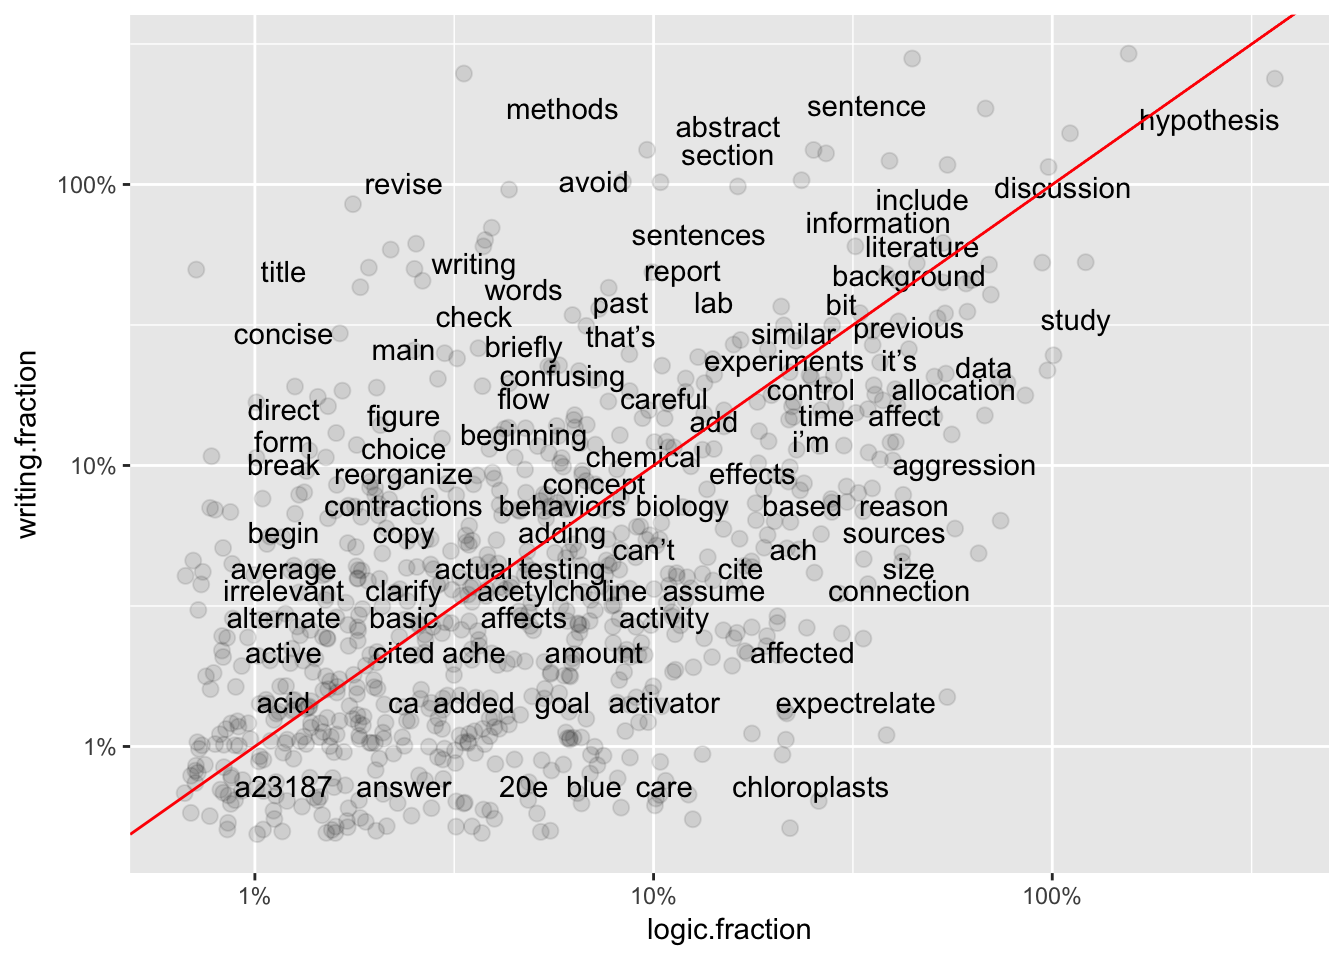 methods
sentence
hypothesis
abstract
section
revise
avoid
100%
discussion
include
information
sentences
literature
title
writing
report
background
words
past
lab
bit
check
study
concise
that’s
similar
previous
main
briefly
experiments
it’s
data
confusing
control
allocation
flow
careful
direct
figure
add
time
affect
form
choice
beginning
i’m
break
chemical
10%
aggression
reorganize
effects
concept
contractions
behaviors
biology
based
reason
begin
copy
adding
sources
can’t
ach
average
actual
testing
cite
size
irrelevant
clarify
acetylcholine
assume
connection
alternate
basic
affects
activity
active
cited
ache
amount
affected
acid
ca
added
goal
activator
expectrelate
1%
a23187
answer
20e
blue
care
chloroplasts
writing.fraction
1%
10%
100%
logic.fraction